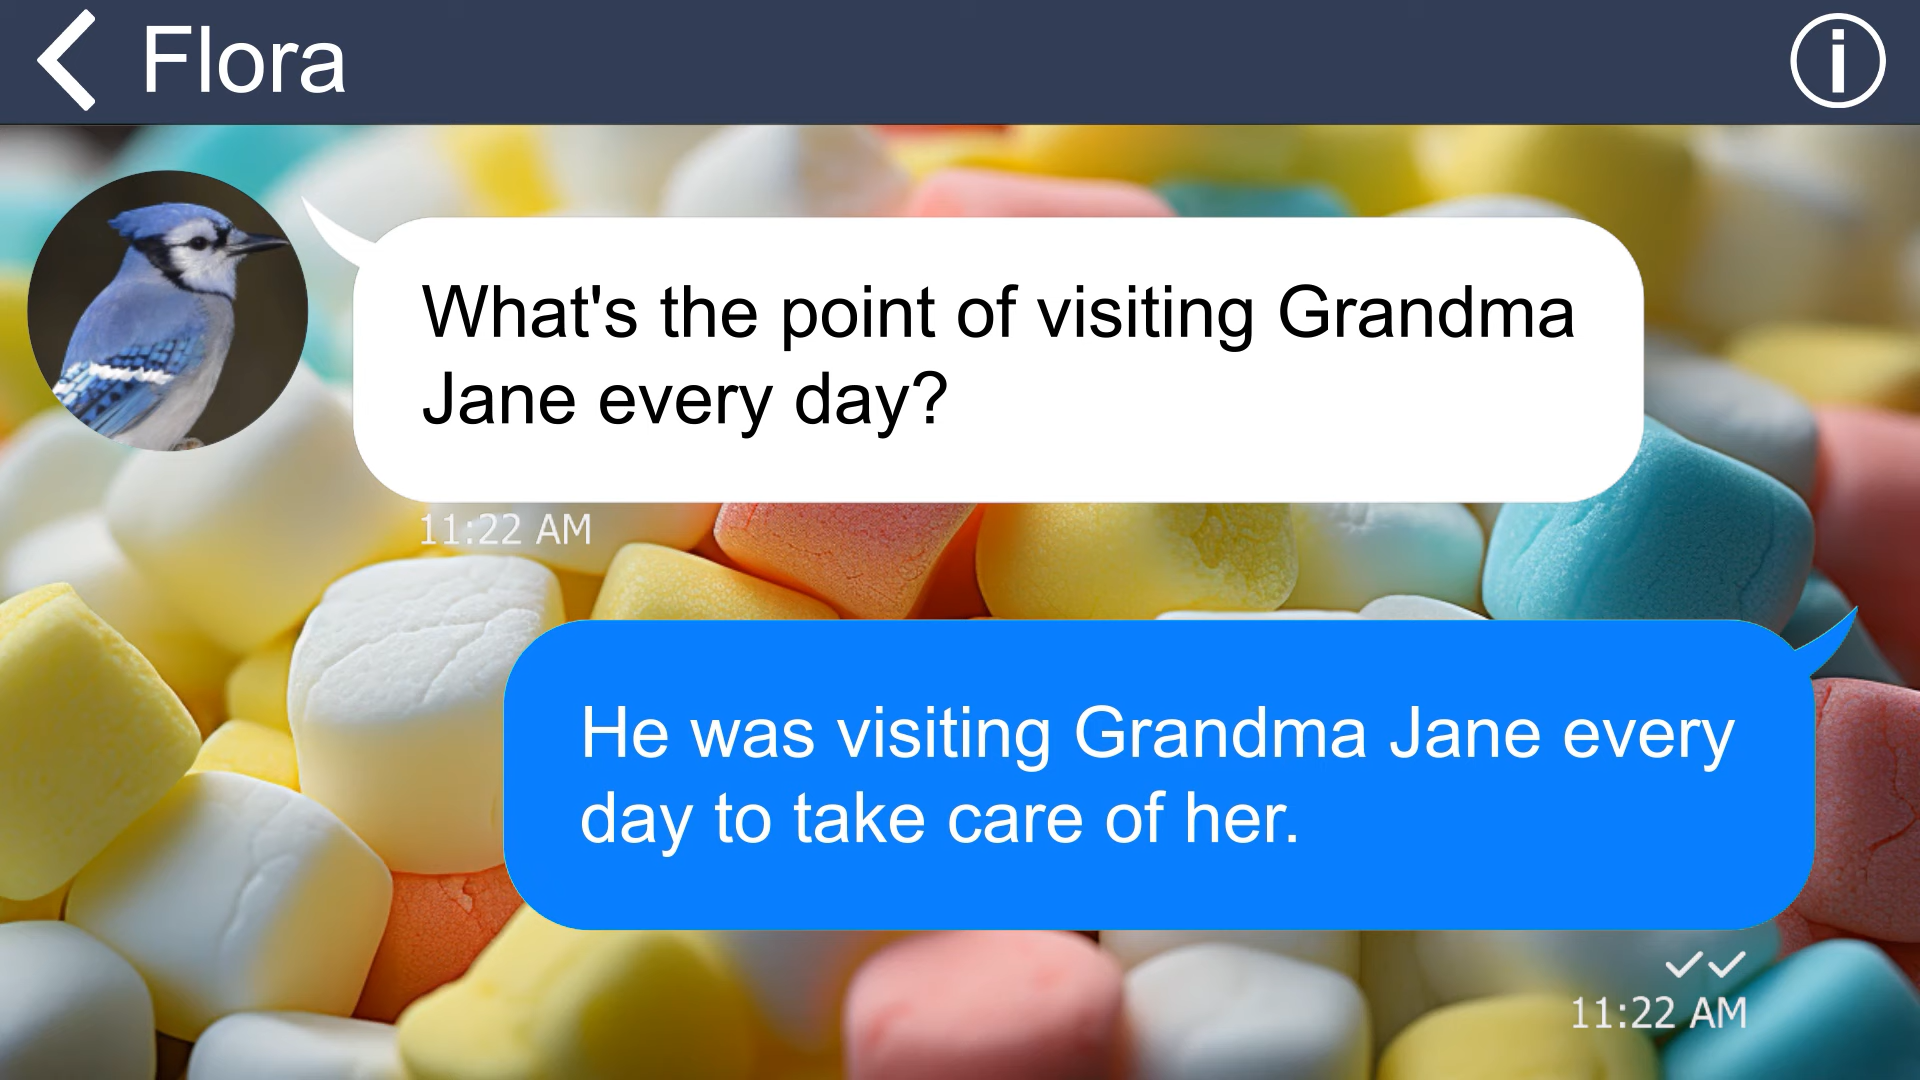 Flora
What's the point of visiting Grandma
Jane every day?
11:22 AM
He was visiting Grandma Jane every
day to take care of her.
11:22 AM